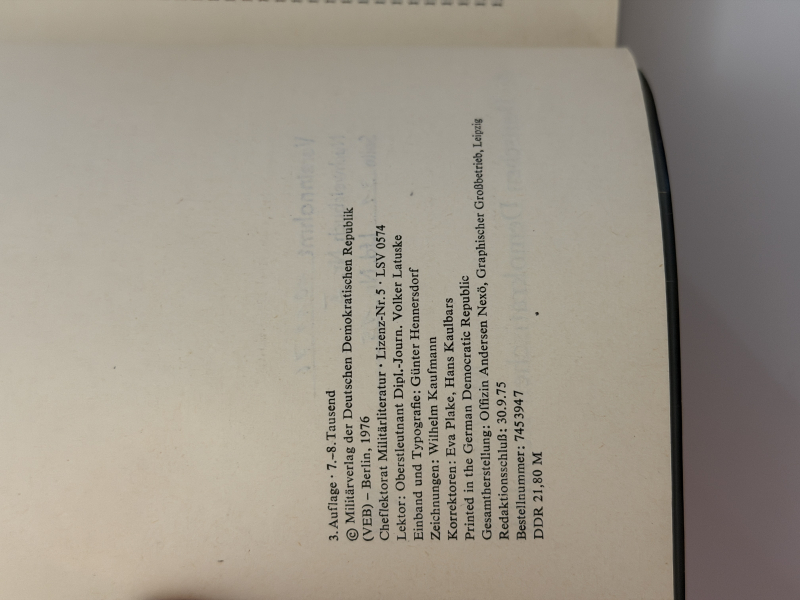 3. Auflage · 7.–8. Tausend
© Militärverlag der Deutschen Demokratischen Republik
(VEB) – Berlin, 1976
Cheflektorat Militärliteratur · Lizenz-Nr. 5 · LSV 0574
Lektor: Oberstleutnant Dipl.-Journ. Volker Latuske
Einband und Typografie: Günter Hennersdorf
Zeichnungen: Wilhelm Kaufmann
Korrektoren: Eva Plake, Hans Kaulbars
Printed in the German Democratic Republic
Gesamtherstellung: Offizin Andersen Nexö, Graphischer Großbetrieb, Leipzig
Redaktionsschluß: 30.9.75
Bestellnummer: 7453947
DDR 21,80 M